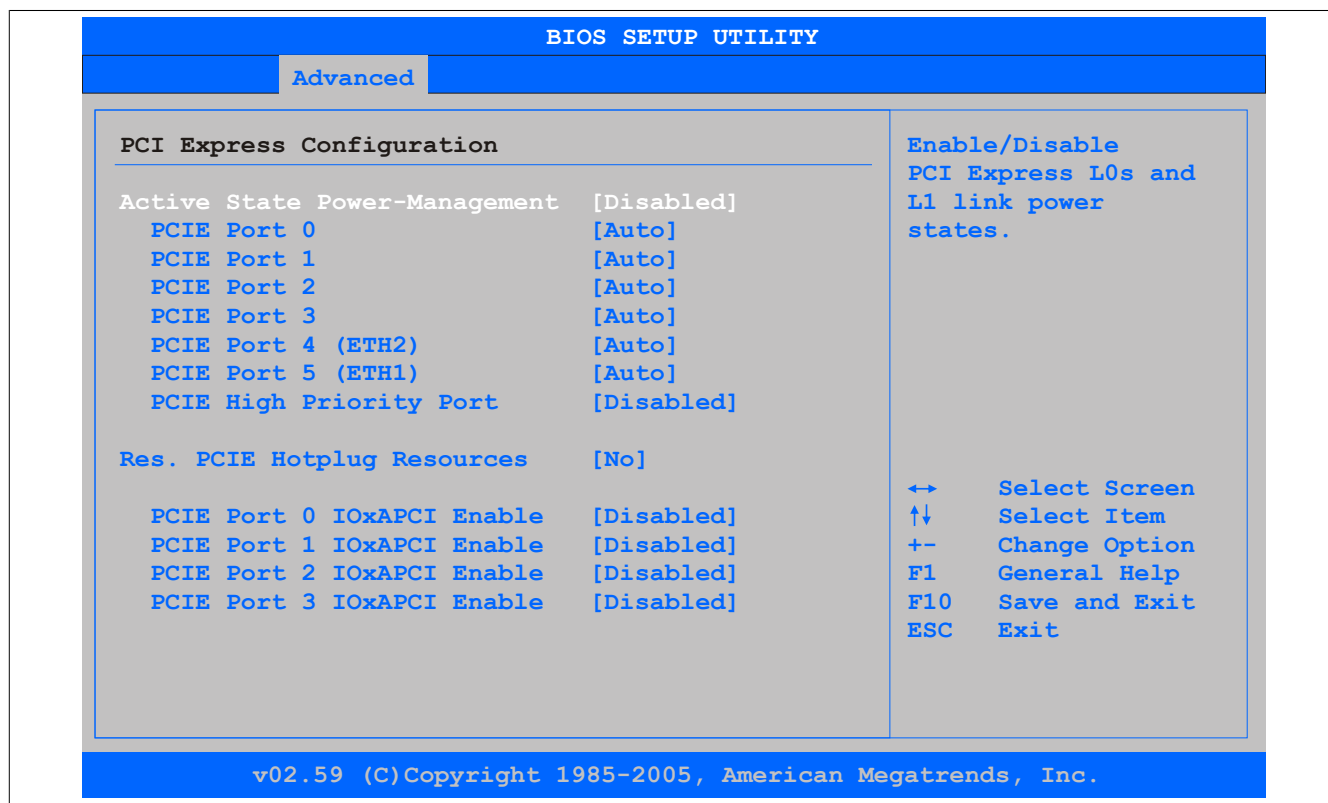 BIOS SETUP UTILITY
Advanced
PCI Express Configuration
Active State Power-Management [Disabled]
PCIE Port 0 [Auto]
PCIE Port 1 [Auto]
PCIE Port 2 [Auto]
PCIE Port 3 [Auto]
PCIE Port 4 (ETH2) [Auto]
PCIE Port 5 (ETH1) [Auto]
PCIE High Priority Port [Disabled]
Res. PCIE Hotplug Resources [No]
PCIE Port 0 IOxAPCI Enable [Disabled]
PCIE Port 1 IOxAPCI Enable [Disabled]
PCIE Port 2 IOxAPCI Enable [Disabled]
PCIE Port 3 IOxAPCI Enable [Disabled]
Enable/Disable
PCI Express L0s and
L1 link power
states.
↔ Select Screen
↑↓ Select Item
+- Change Option
F1 General Help
F10 Save and Exit
ESC Exit
v02.59 (C)Copyright 1985-2005, American Megatrends, Inc.